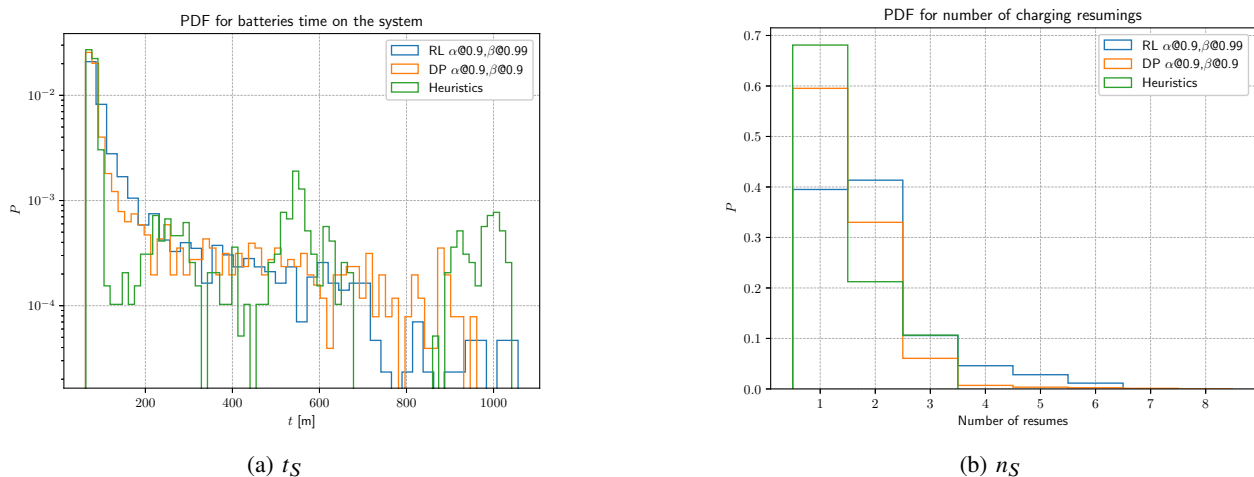 PDF for batteries time on the system
RL α@0.9,β@0.99
DP α@0.9,β@0.9
Heuristics
10⁻²
10⁻³
10⁻⁴
P
200 400 600 800 1000
t [m]
(a) t_S
PDF for number of charging resumings
RL α@0.9,β@0.99
DP α@0.9,β@0.9
Heuristics
0.7
0.6
0.5
0.4
0.3
0.2
0.1
0.0
P
1 2 3 4 5 6 7 8
Number of resumes
(b) n_S